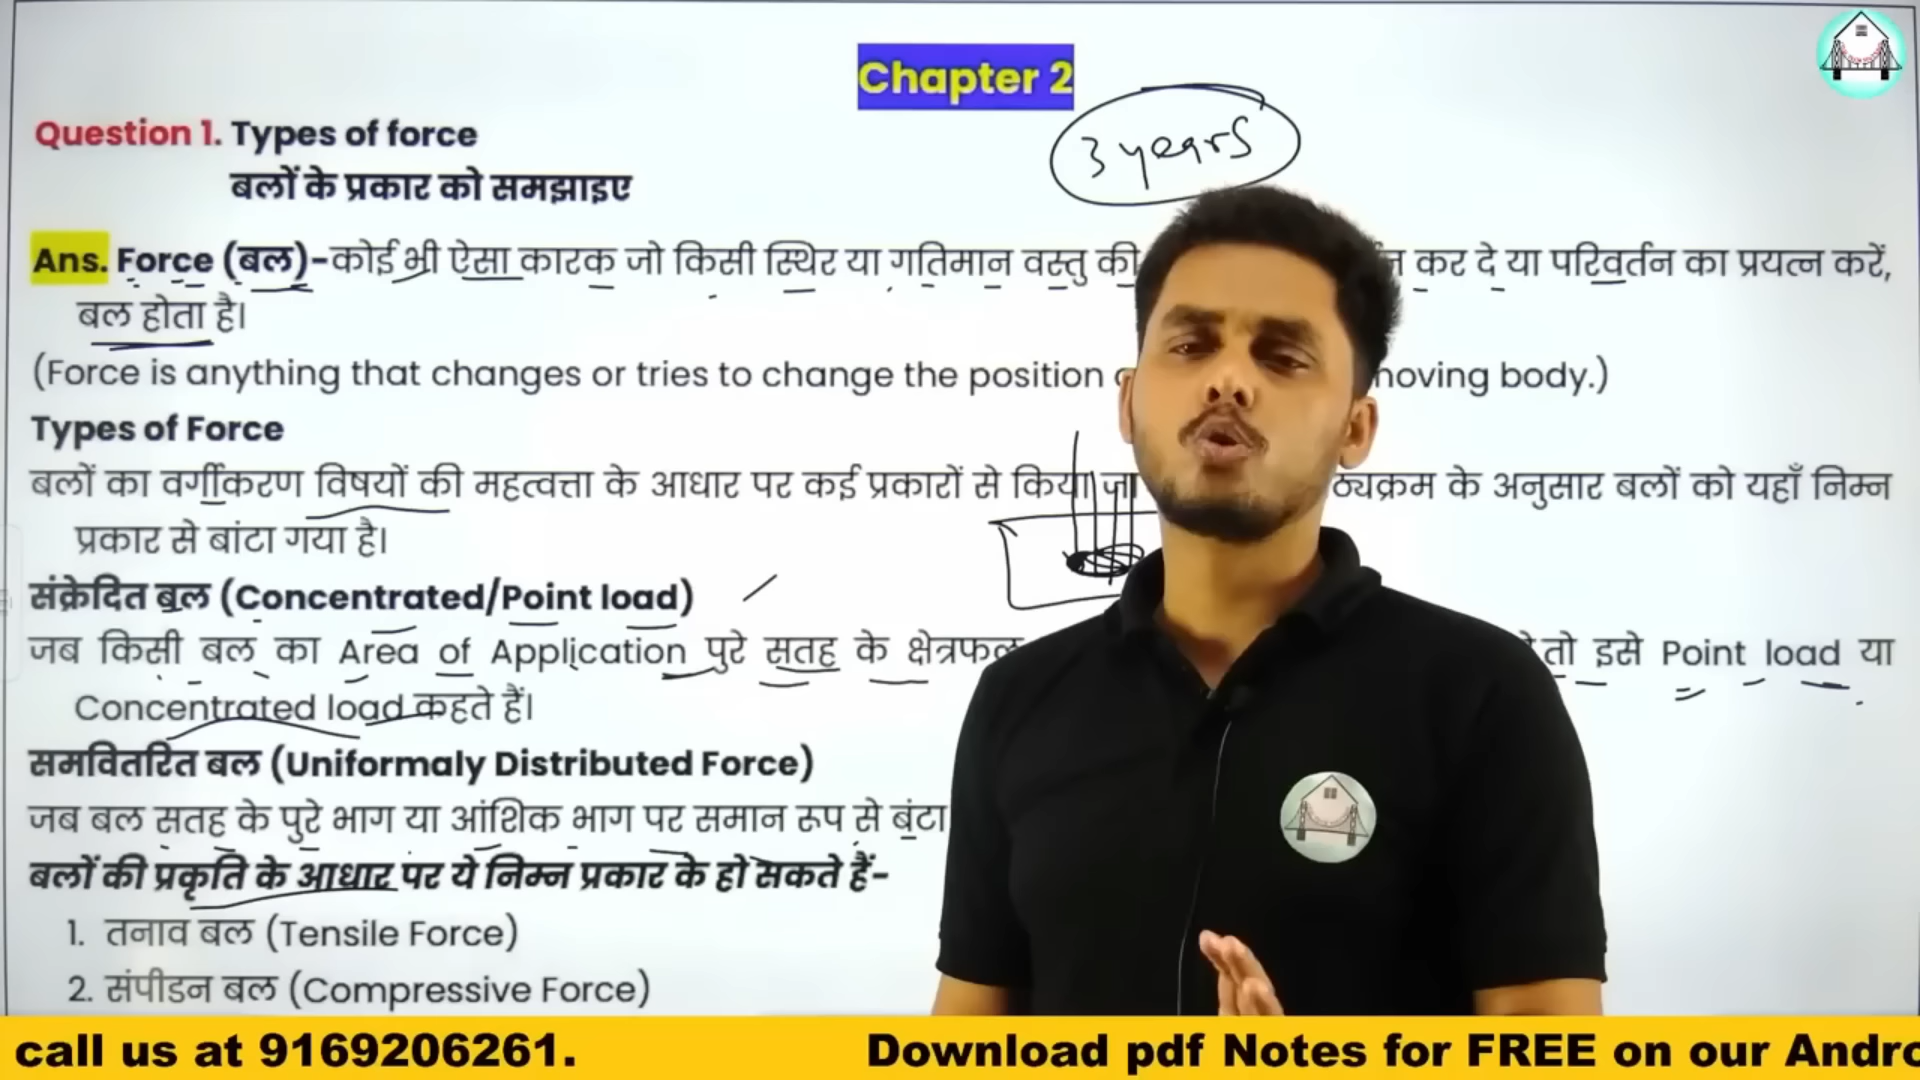 Chapter 2
3 years
Question 1. Types of force
बलों के प्रकार को समझाइए
Ans. Force (बल)-कोई भी ऐसा कारक जो किसी स्थिर या गतिमान वस्तु की कर दे या परिवर्तन का प्रयत्न करें,
बल होता है।
(Force is anything that changes or tries to change the position moving body.)
Types of Force
बलों का वर्गीकरण विषयों की महत्वत्ता के आधार पर कई प्रकारों से किया जा के अनुसार बलों को यहाँ निम्न
प्रकार से बांटा गया है।
संक्रेदित बल (Concentrated/Point load)
जब किसी बल का Area of Application पुरे सतह के क्षेत्रफल तो इसे Point load या
Concentrated load कहते हैं।
समवितरित बल (Uniformaly Distributed Force)
जब बल सतह के पुरे भाग या आंशिक भाग पर समान रूप से बंटा
बलों की प्रकृति के आधार पर ये निम्न प्रकार के हो सकते हैं-
1. तनाव बल (Tensile Force)
2. संपीडन बल (Compressive Force)
call us at 9169206261. Download pdf Notes for FREE on our Andro